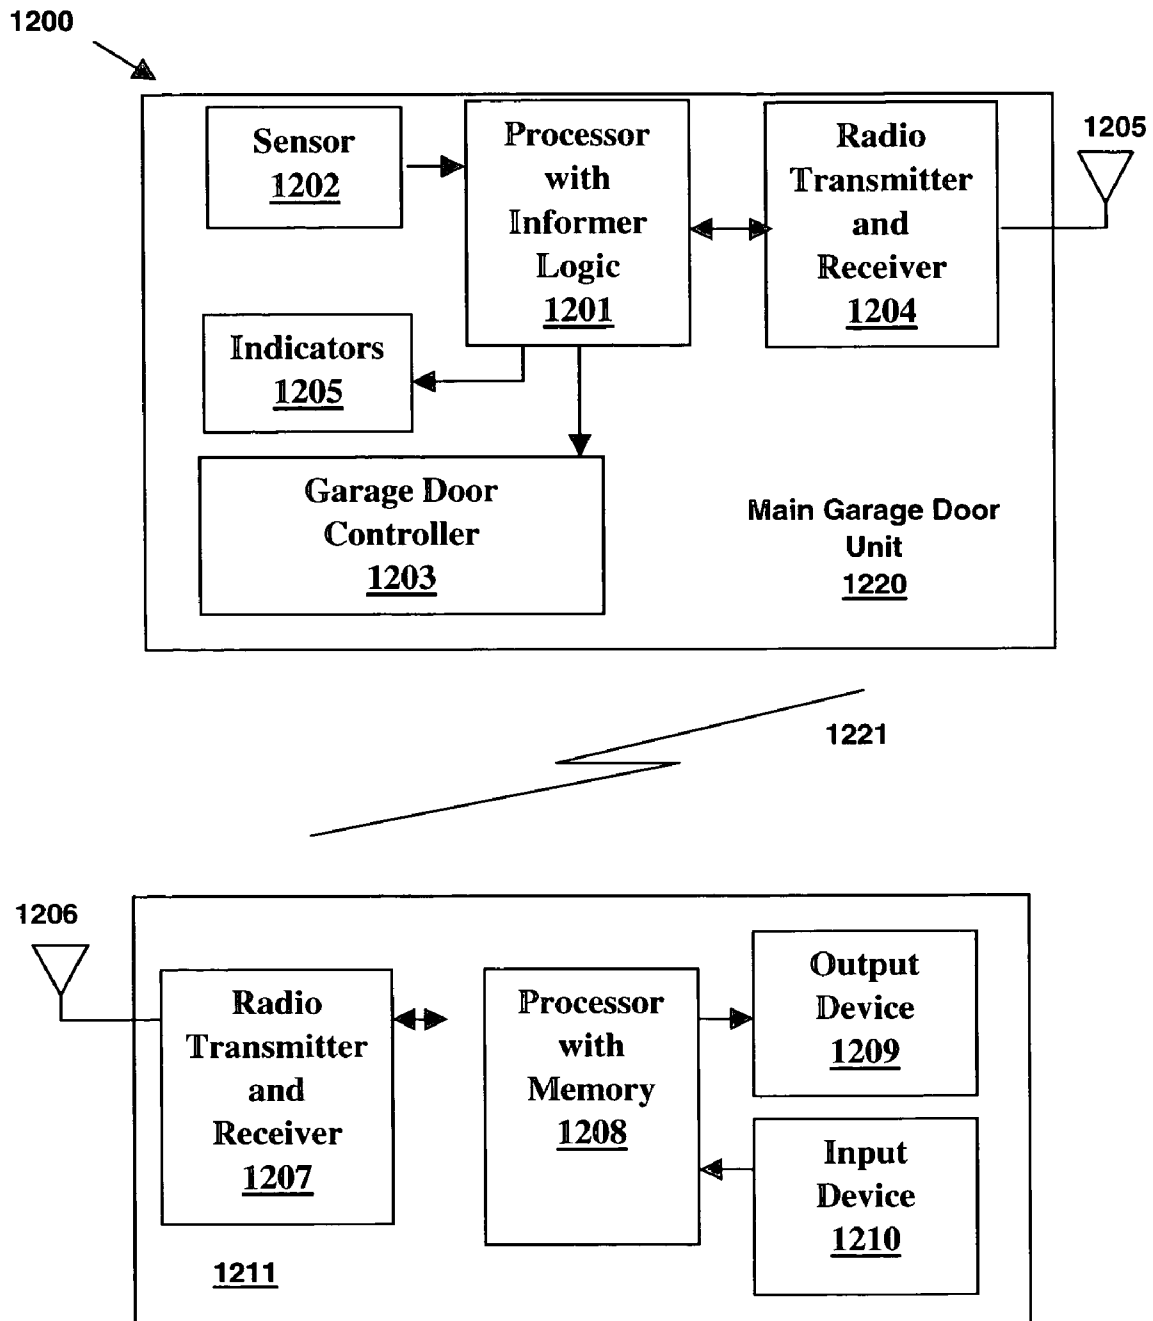 1200
Sensor
1202
Processor
with
Informer
Logic
1201
Radio
Transmitter
and
Receiver
1204
1205
Indicators
1205
Garage Door
Controller
1203
Main Garage Door
Unit
1220
1221
1206
Radio
Transmitter
and
Receiver
1207
Processor
with
Memory
1208
Output
Device
1209
Input
Device
1210
1211